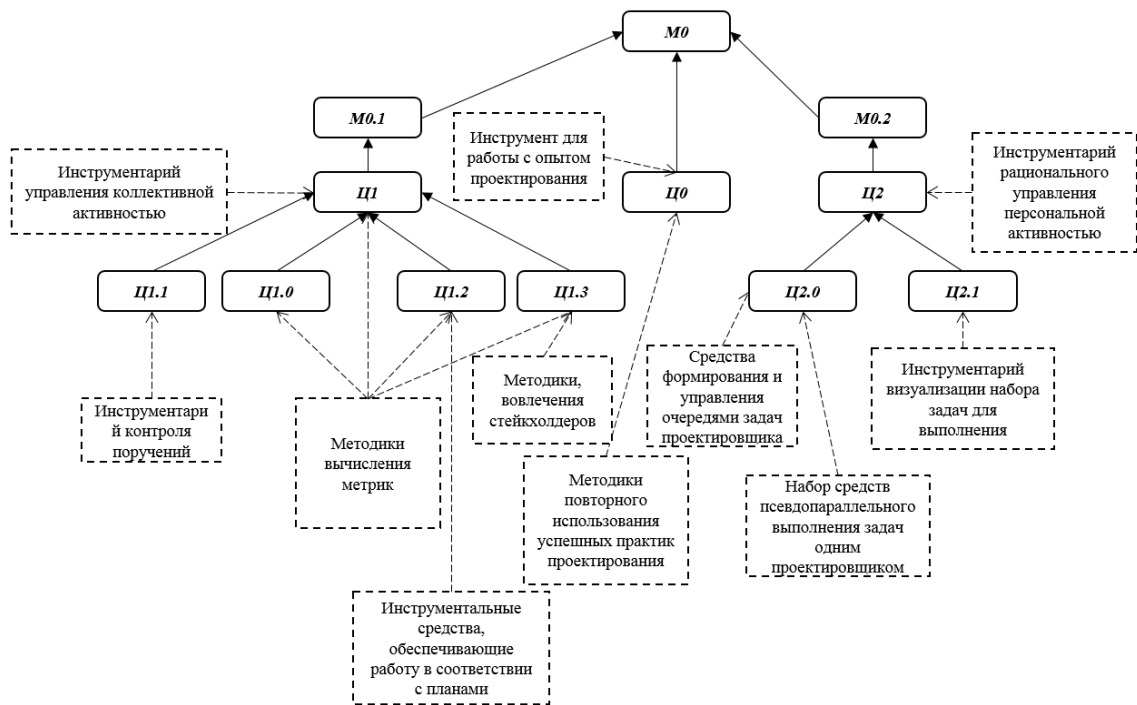 М0
М0.1
М0.2
Инструмент для
работы с опытом
проектирования
Инструментарий
управления коллективной
активностью
Инструментарий
рационального
управления
персональной
активностью
Ц1
Ц0
Ц2
Ц1.1
Ц1.0
Ц1.2
Ц1.3
Ц2.0
Ц2.1
Средства
формирования и
управления
очередями задач
проектировщика
Инструментарий
визуализации набора
задач для
выполнения
Методики,
вовлечения
стейкхолдеров
Инструментари
й контроля
поручений
Методики
вычисления
метрик
Методики
повторного
использования
успешных практик
проектирования
Набор средств
псевдопараллельного
выполнения задач
одним
проектировщиком
Инструментальные
средства,
обеспечивающие
работу в соответствии
с планами